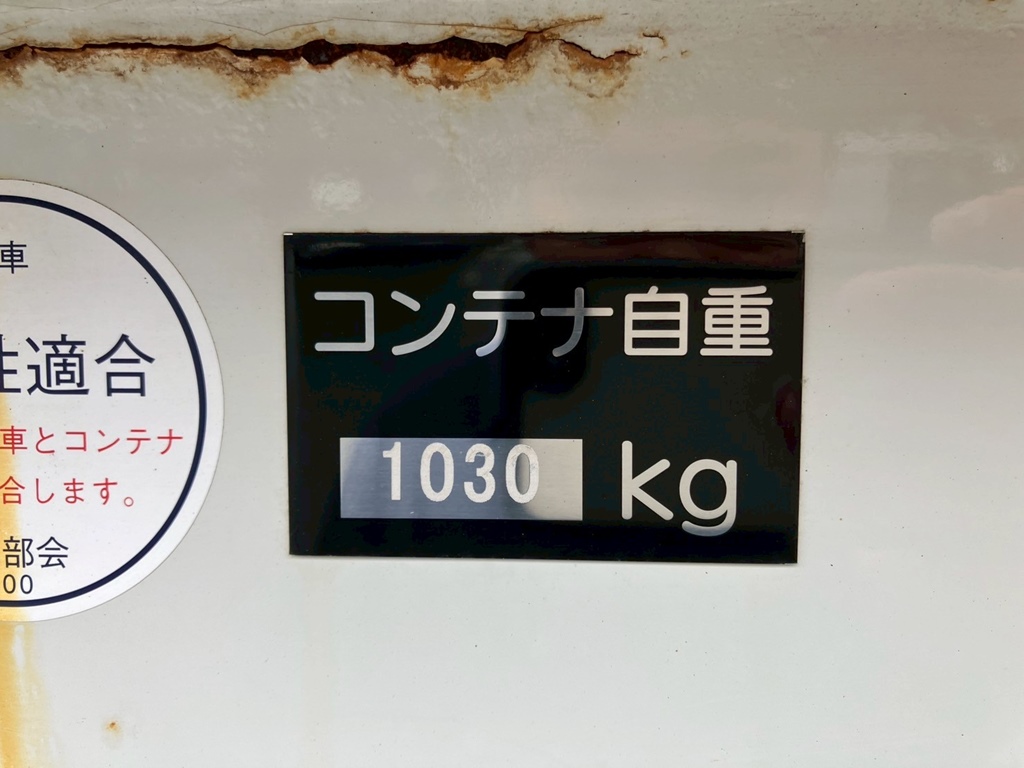 車
性適合
車とコンテナ
合します。
部会
00
コンテナ自重
1030 kg